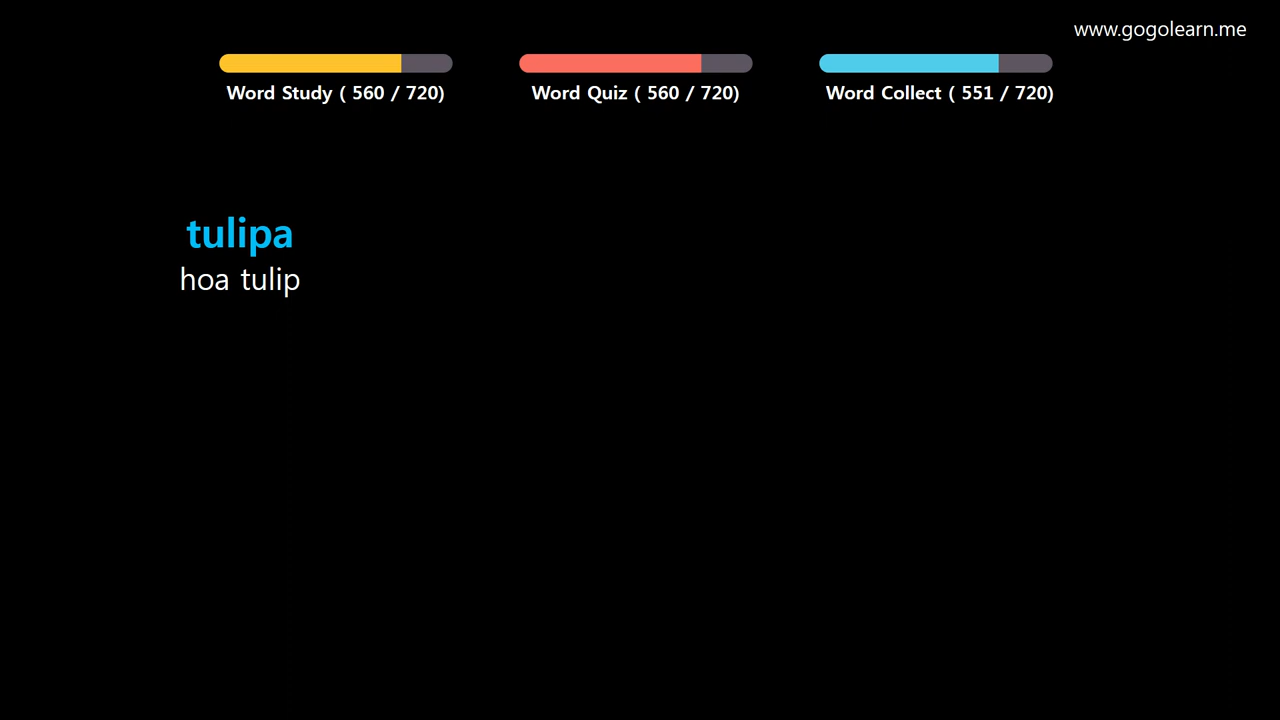 www.gogolearn.me
Word Study ( 560 / 720)
Word Quiz ( 560 / 720)
Word Collect ( 551 / 720)
tulipa
hoa tulip